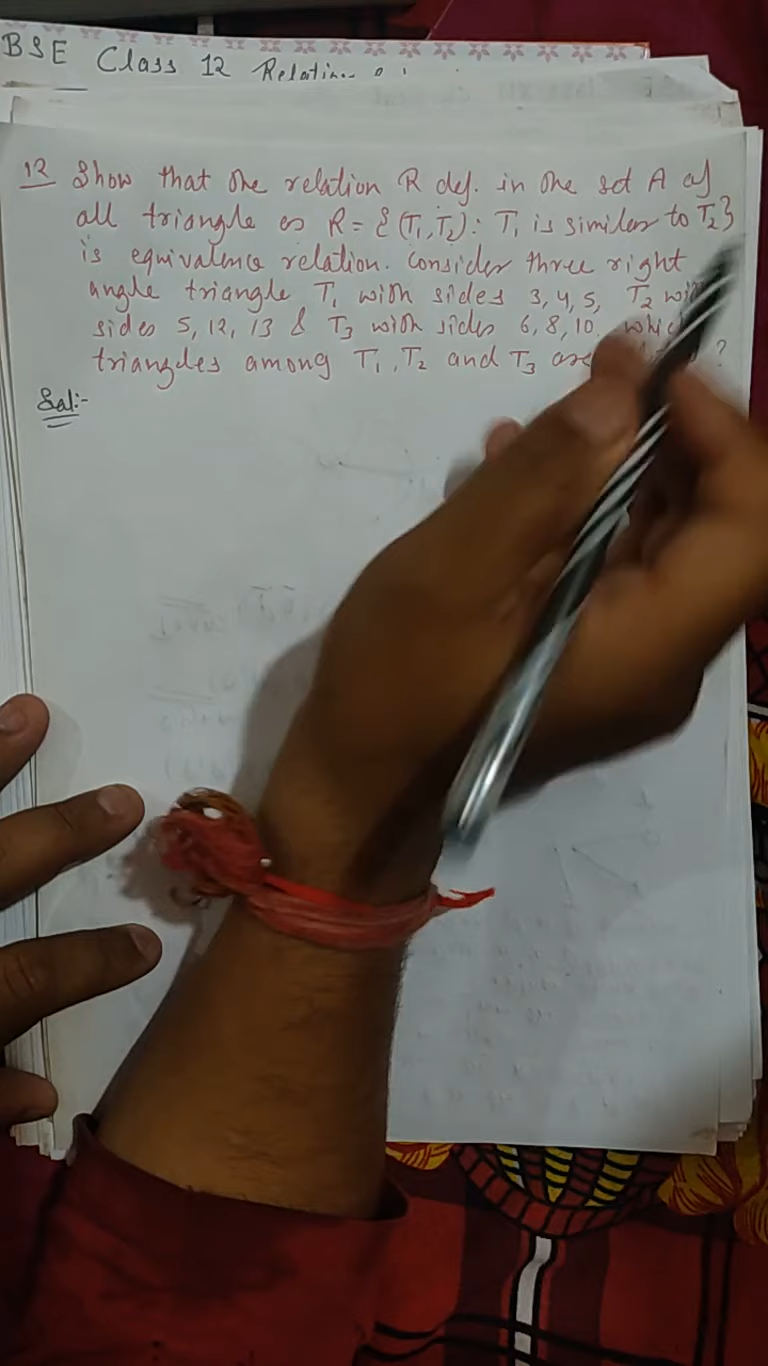 BSE Class 12 Relation
12 Show that the relation R def. in the set A of
all triangle as R = {(T₁,T₂): T₁ is similar to T₂}
is equivalence relation. Consider three right
angle triangle T₁ with sides 3, 4, 5, T₂
sides 5, 12, 13 & T₃ with sides 6, 8, 10,
triangles among T₁, T₂ and T₃ are ?
Sol:-